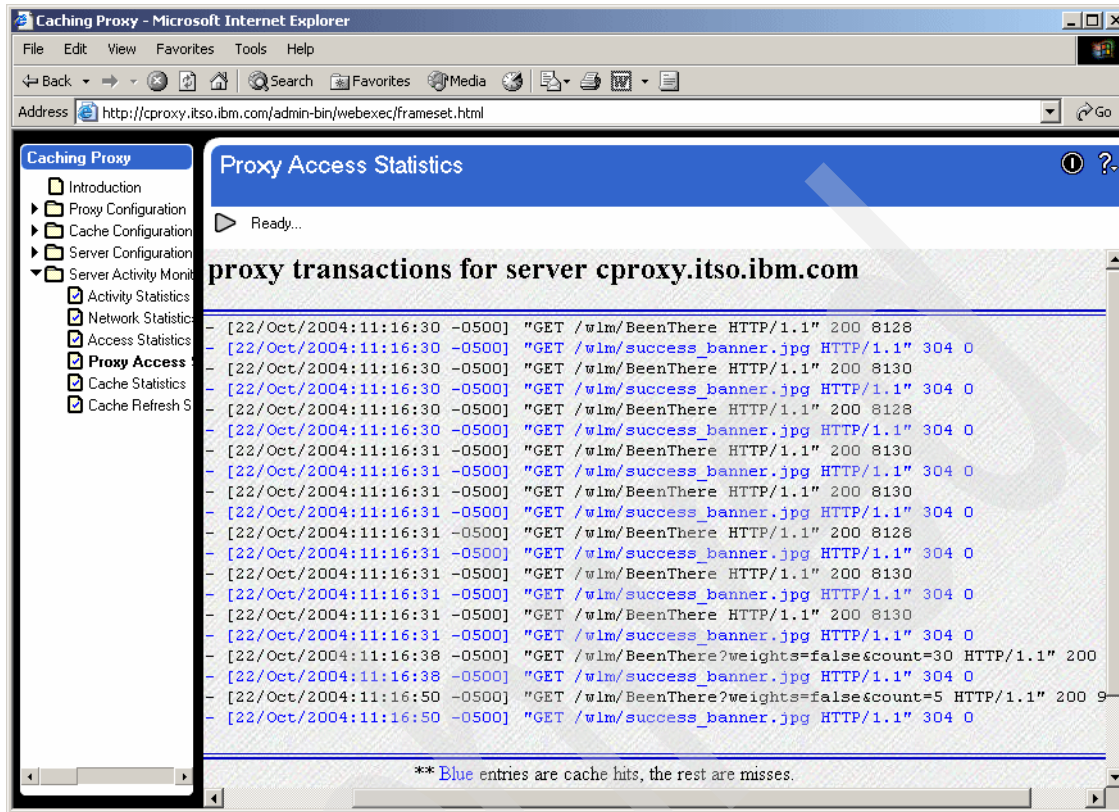 Caching Proxy - Microsoft Internet Explorer
File Edit View Favorites Tools Help
Back Search Favorites Media
Address http://cproxy.itso.ibm.com/admin-bin/webexec/frameset.html Go
Caching Proxy
Introduction
Proxy Configuration
Cache Configuration
Server Configuration
Server Activity Monit
Activity Statistics
Network Statistic
Access Statistics
Proxy Access
Cache Statistics
Cache Refresh S
Proxy Access Statistics
Ready...
proxy transactions for server cproxy.itso.ibm.com
- [22/Oct/2004:11:16:30 -0500] "GET /wlm/BeenThere HTTP/1.1" 200 8128
- [22/Oct/2004:11:16:30 -0500] "GET /wlm/success_banner.jpg HTTP/1.1" 304 0
- [22/Oct/2004:11:16:30 -0500] "GET /wlm/BeenThere HTTP/1.1" 200 8130
- [22/Oct/2004:11:16:30 -0500] "GET /wlm/success_banner.jpg HTTP/1.1" 304 0
- [22/Oct/2004:11:16:30 -0500] "GET /wlm/BeenThere HTTP/1.1" 200 8128
- [22/Oct/2004:11:16:30 -0500] "GET /wlm/success_banner.jpg HTTP/1.1" 304 0
- [22/Oct/2004:11:16:31 -0500] "GET /wlm/BeenThere HTTP/1.1" 200 8130
- [22/Oct/2004:11:16:31 -0500] "GET /wlm/success_banner.jpg HTTP/1.1" 304 0
- [22/Oct/2004:11:16:31 -0500] "GET /wlm/BeenThere HTTP/1.1" 200 8130
- [22/Oct/2004:11:16:31 -0500] "GET /wlm/success_banner.jpg HTTP/1.1" 304 0
- [22/Oct/2004:11:16:31 -0500] "GET /wlm/BeenThere HTTP/1.1" 200 8128
- [22/Oct/2004:11:16:31 -0500] "GET /wlm/success_banner.jpg HTTP/1.1" 304 0
- [22/Oct/2004:11:16:31 -0500] "GET /wlm/BeenThere HTTP/1.1" 200 8130
- [22/Oct/2004:11:16:31 -0500] "GET /wlm/success_banner.jpg HTTP/1.1" 304 0
- [22/Oct/2004:11:16:31 -0500] "GET /wlm/BeenThere HTTP/1.1" 200 8130
- [22/Oct/2004:11:16:31 -0500] "GET /wlm/success_banner.jpg HTTP/1.1" 304 0
- [22/Oct/2004:11:16:38 -0500] "GET /wlm/BeenThere?weights=false&count=30 HTTP/1.1" 200
- [22/Oct/2004:11:16:38 -0500] "GET /wlm/success_banner.jpg HTTP/1.1" 304 0
- [22/Oct/2004:11:16:50 -0500] "GET /wlm/BeenThere?weights=false&count=5 HTTP/1.1" 200 9
- [22/Oct/2004:11:16:50 -0500] "GET /wlm/success_banner.jpg HTTP/1.1" 304 0
** Blue entries are cache hits, the rest are misses.